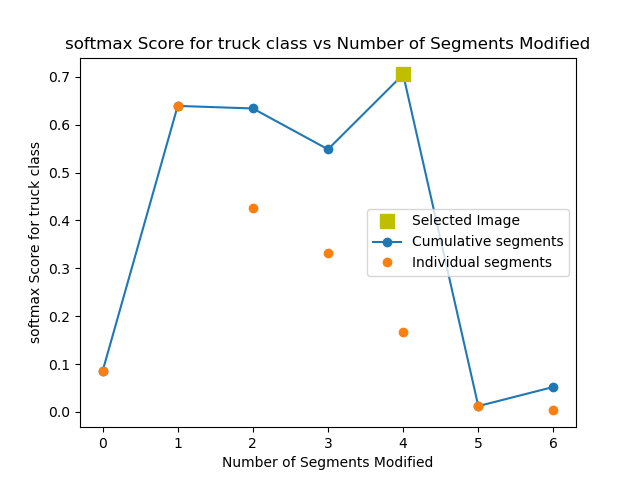 softmax Score for truck class vs Number of Segments Modified
softmax Score for truck class
0.7
0.6
0.5
0.4
0.3
0.2
0.1
0.0
Selected Image
Cumulative segments
Individual segments
0 1 2 3 4 5 6
Number of Segments Modified